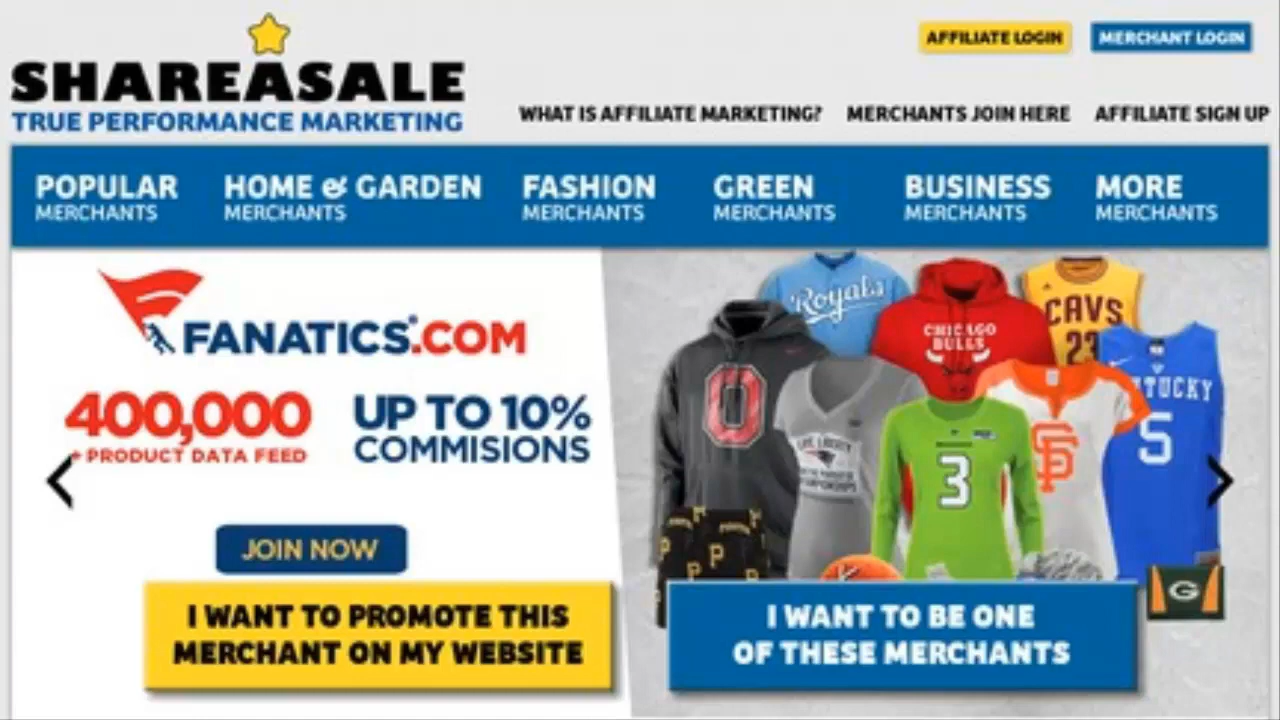 AFFILIATE LOGIN
MERCHANT LOGIN
SHAREASALE
TRUE PERFORMANCE MARKETING
WHAT IS AFFILIATE MARKETING?
MERCHANTS JOIN HERE
AFFILIATE SIGN UP
POPULAR
MERCHANTS
HOME & GARDEN
MERCHANTS
FASHION
MERCHANTS
GREEN
MERCHANTS
BUSINESS
MERCHANTS
MORE
MERCHANTS
FANATICS.COM
400,000
+ PRODUCT DATA FEED
UP TO 10%
COMMISIONS
JOIN NOW
I WANT TO PROMOTE THIS
MERCHANT ON MY WEBSITE
Royals
CHICAGO
BULLS
CAVS
23
O
TUCKY
5
3
SF
P
G
I WANT TO BE ONE
OF THESE MERCHANTS